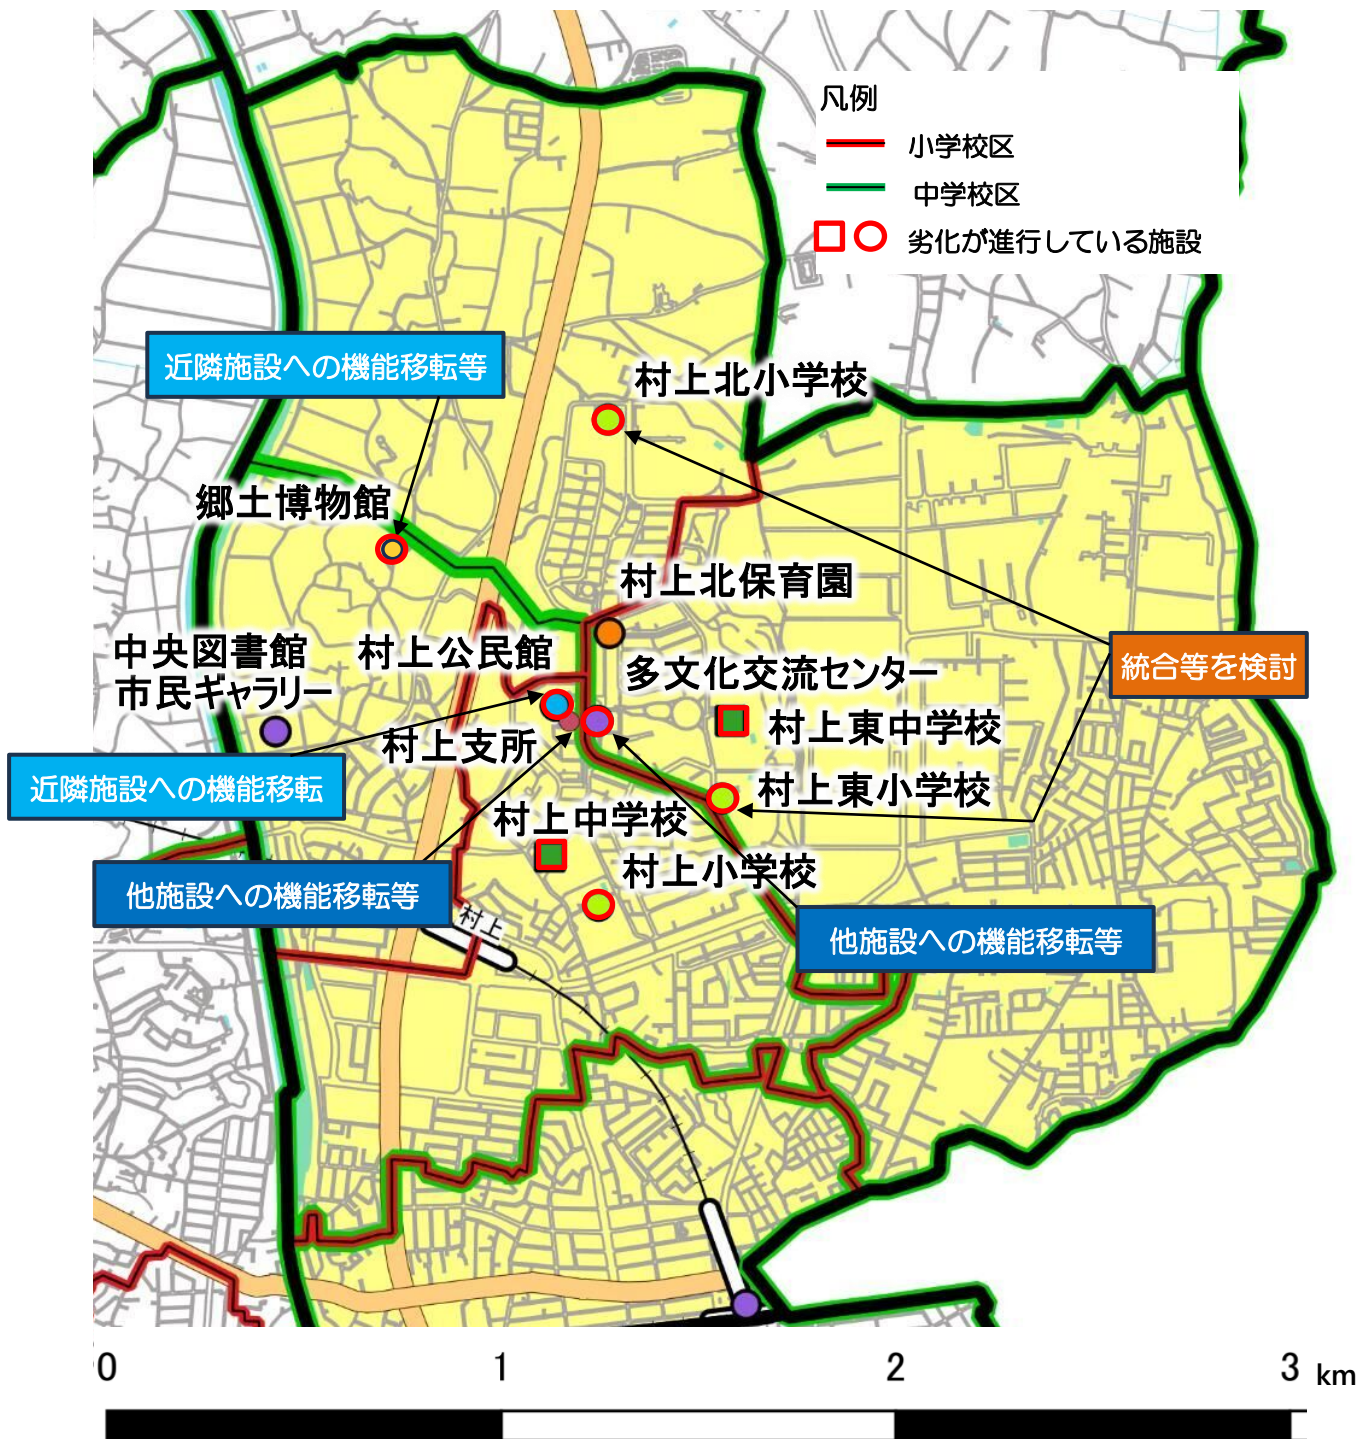 凡例
小学校区
中学校区
劣化が進行している施設
近隣施設への機能移転等
村上北小学校
郷土博物館
村上北保育園
中央図書館
市民ギャラリー
村上公民館
多文化交流センター
統合等を検討
村上支所
村上東中学校
近隣施設への機能移転
村上東小学校
村上中学校
村上小学校
他施設への機能移転等
村上
他施設への機能移転等
0 1 2 3 km